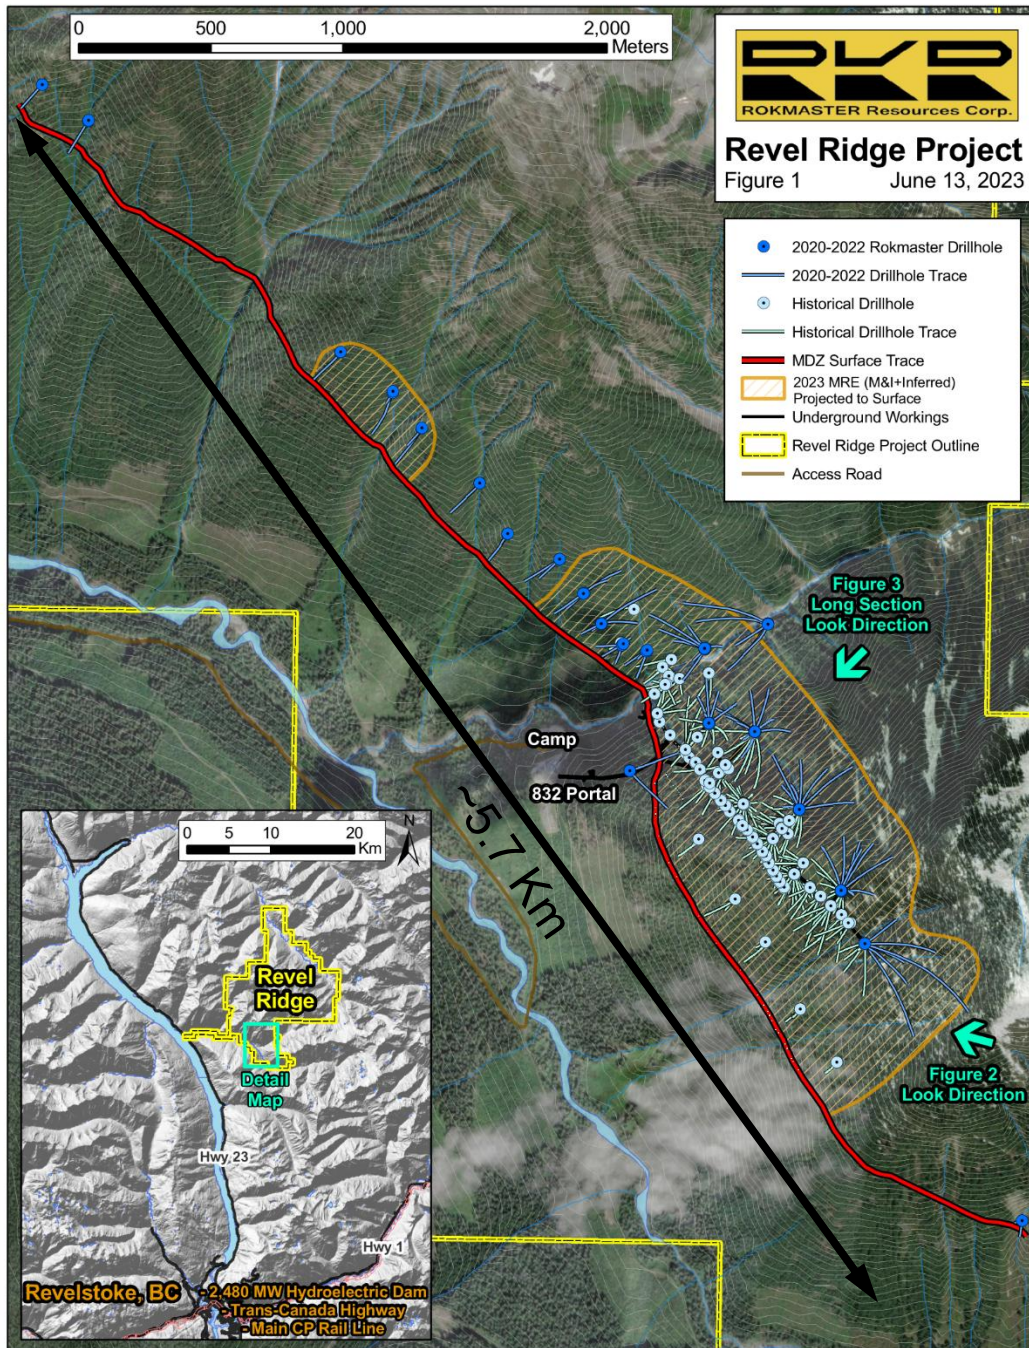 0 500 1,000 2,000
Meters
ROKMASTER Resources Corp.
Revel Ridge Project
Figure 1 June 13, 2023
2020-2022 Rokmaster Drillhole
2020-2022 Drillhole Trace
Historical Drillhole
Historical Drillhole Trace
MDZ Surface Trace
2023 MRE (M&I+Inferred)
Projected to Surface
Underground Workings
Revel Ridge Project Outline
Access Road
Figure 3
Long Section
Look Direction
Camp
832 Portal
~5.7 Km
Figure 2
Look Direction
0 5 10 20
Km
N
Revel
Ridge
Detail
Map
Hwy 23
Hwy 1
Revelstoke, BC
- 2,480 MW Hydroelectric Dam
- Trans-Canada Highway
- Main CP Rail Line